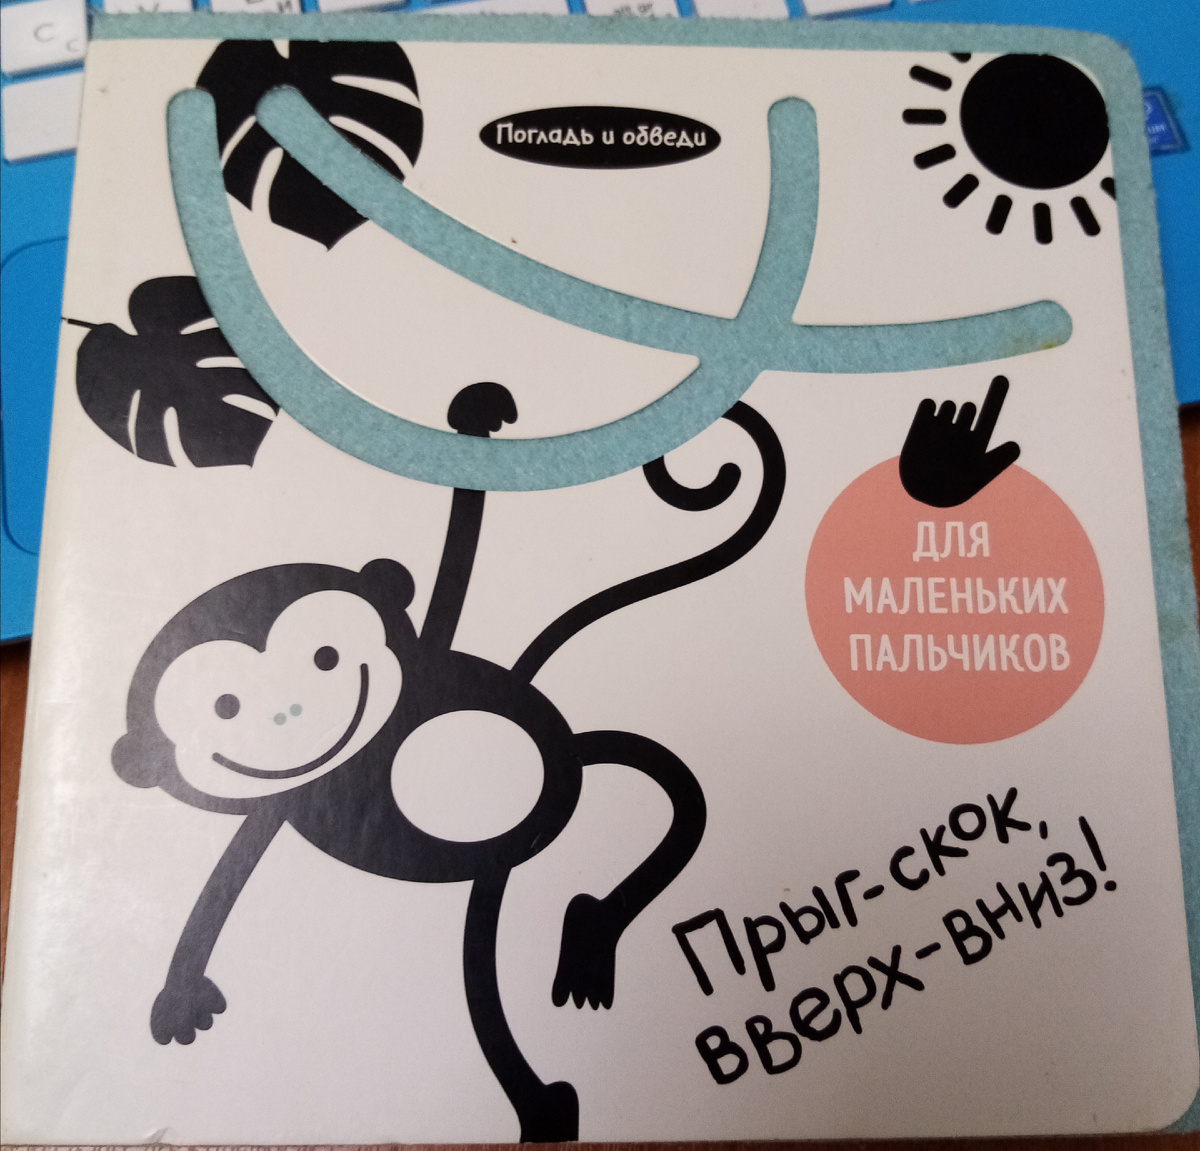 Погладь и обведи
ДЛЯ
МАЛЕНЬКИХ
ПАЛЬЧИКОВ
Прыг-скок,
вверх-вниз!